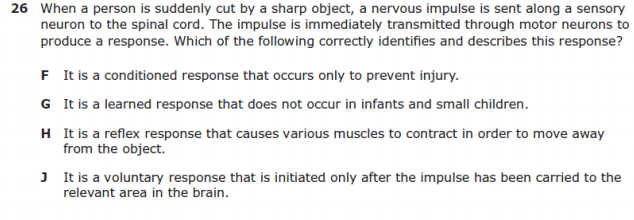 26 When a person is suddenly cut by a sharp object, a nervous impulse is sent along a sensory
neuron to the spinal cord. The impulse is immediately transmitted through motor neurons to
produce a response. Which of the following correctly identifies and describes this response?
F It is a conditioned response that occurs only to prevent injury.
G It is a learned response that does not occur in infants and small children.
H It is a reflex response that causes various muscles to contract in order to move away
from the object.
J It is a voluntary response that is initiated only after the impulse has been carried to the
relevant area in the brain.